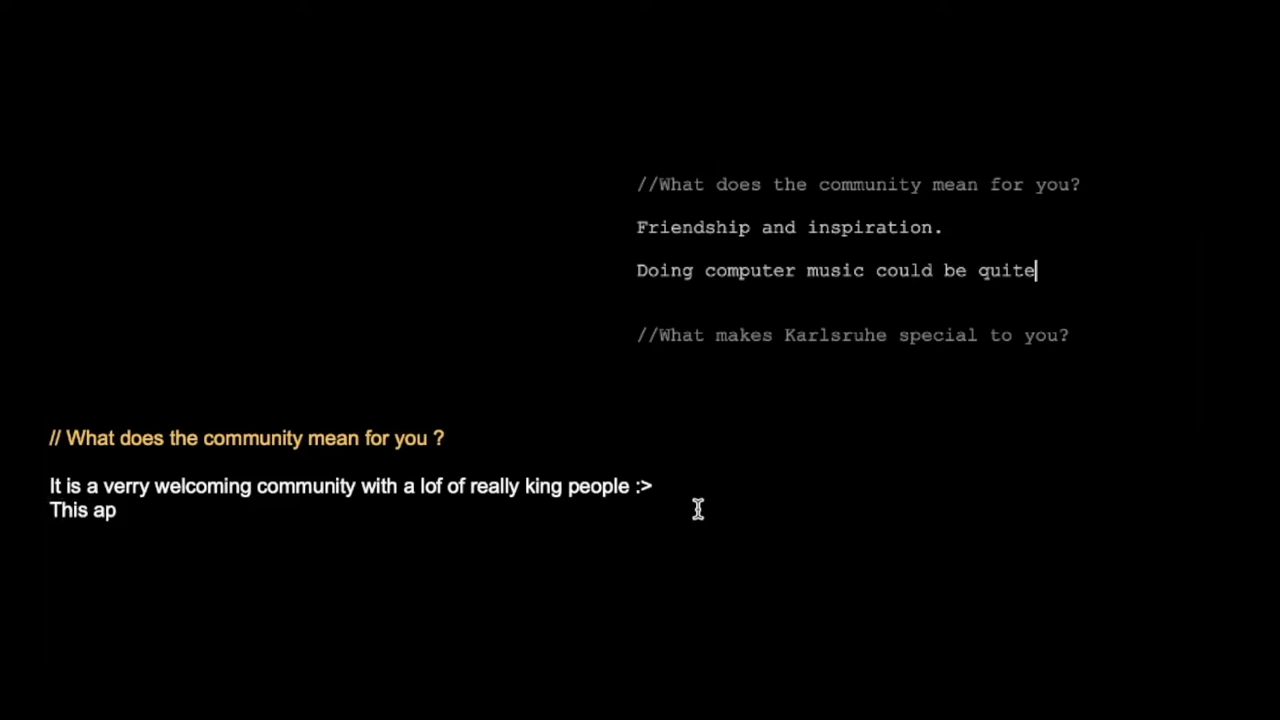 //What does the community mean for you?
Friendship and inspiration.
Doing computer music could be quite
//What makes Karlsruhe special to you?
// What does the community mean for you ?
It is a verry welcoming community with a lof of really king people :>
This ap